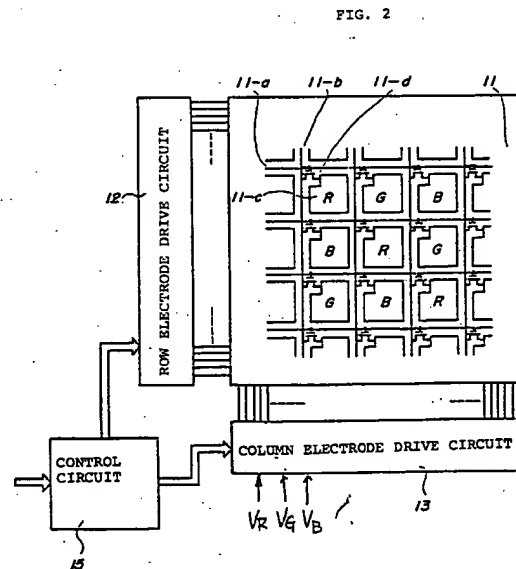 FIG. 2
11-a 11-b 11-d 11
12
ROW ELECTRODE DRIVE CIRCUIT
11-c
R G B
B R G
G B R
CONTROL
CIRCUIT
COLUMN ELECTRODE DRIVE CIRCUIT
15
VR VG VB
13